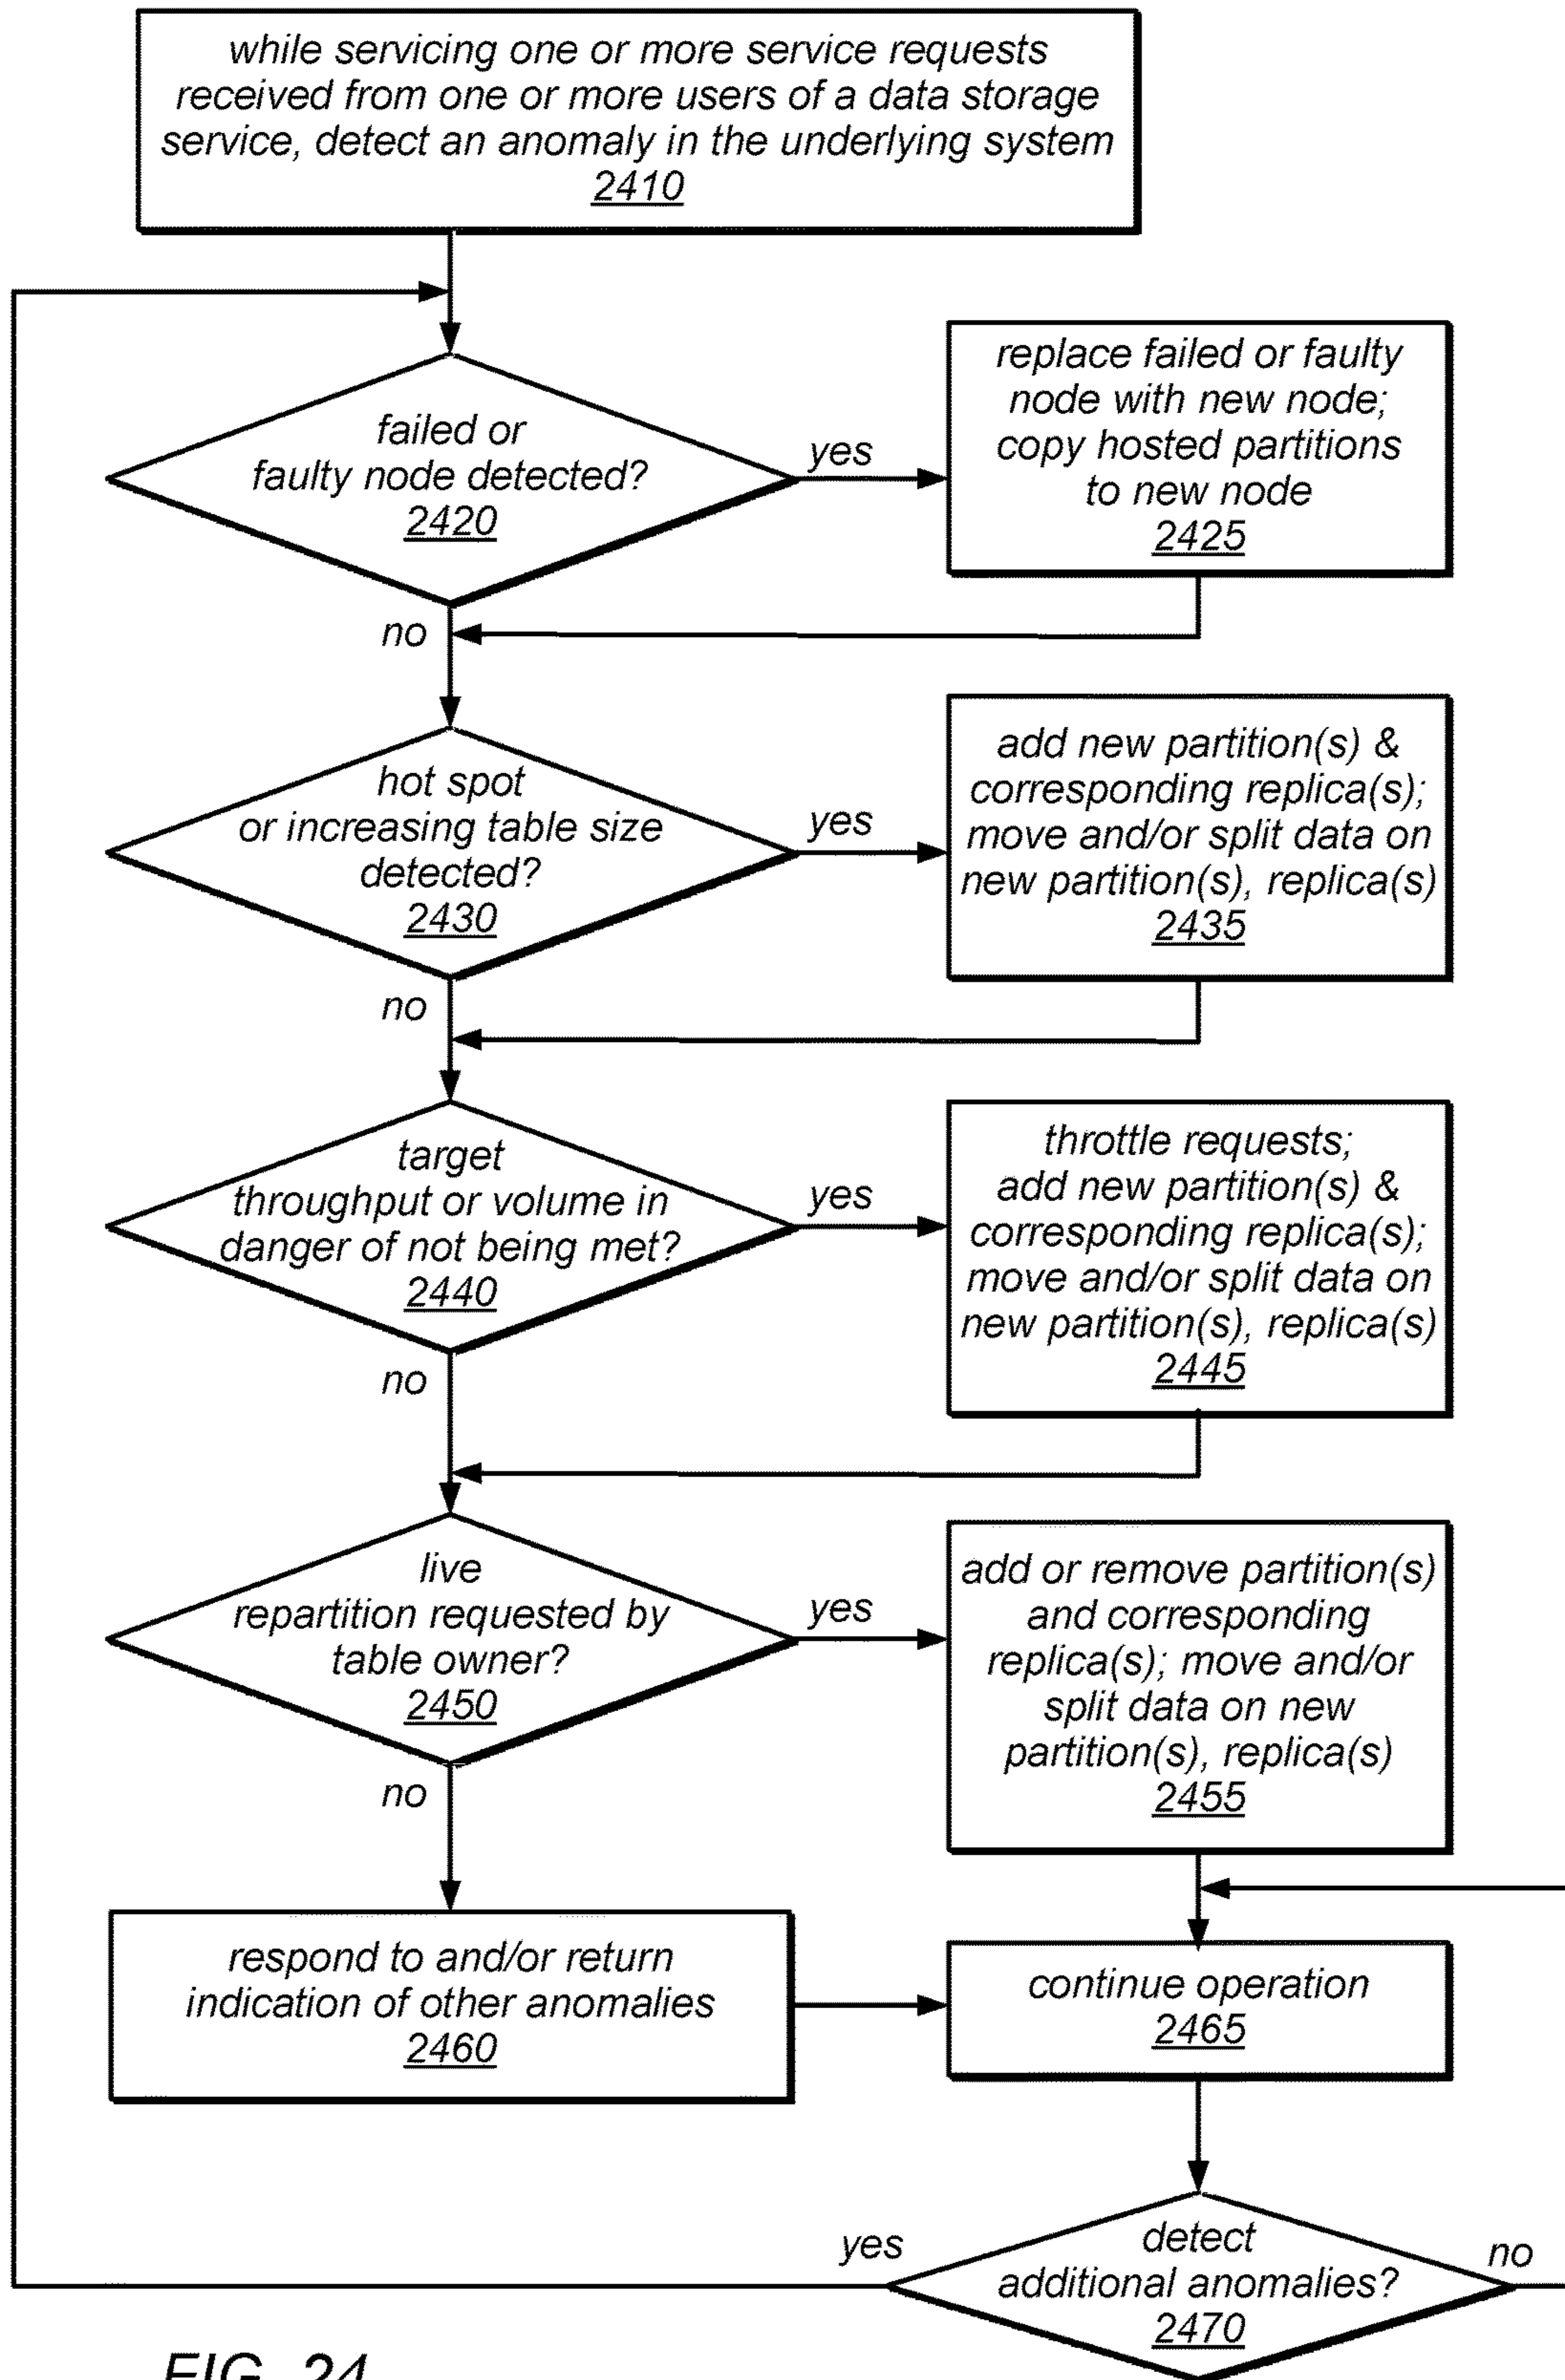 while servicing one or more service requests
received from one or more users of a data storage
service, detect an anomaly in the underlying system
2410
failed or
faulty node detected?
2420
yes
replace failed or faulty
node with new node;
copy hosted partitions
to new node
2425
no
hot spot
or increasing table size
detected?
2430
yes
add new partition(s) &
corresponding replica(s);
move and/or split data on
new partition(s), replica(s)
2435
no
target
throughput or volume in
danger of not being met?
2440
yes
throttle requests;
add new partition(s) &
corresponding replica(s);
move and/or split data on
new partition(s), replica(s)
2445
no
live
repartition requested by
table owner?
2450
yes
add or remove partition(s)
and corresponding
replica(s); move and/or
split data on new
partition(s), replica(s)
2455
no
respond to and/or return
indication of other anomalies
2460
continue operation
2465
yes
detect
additional anomalies?
2470
no
FIG. 24